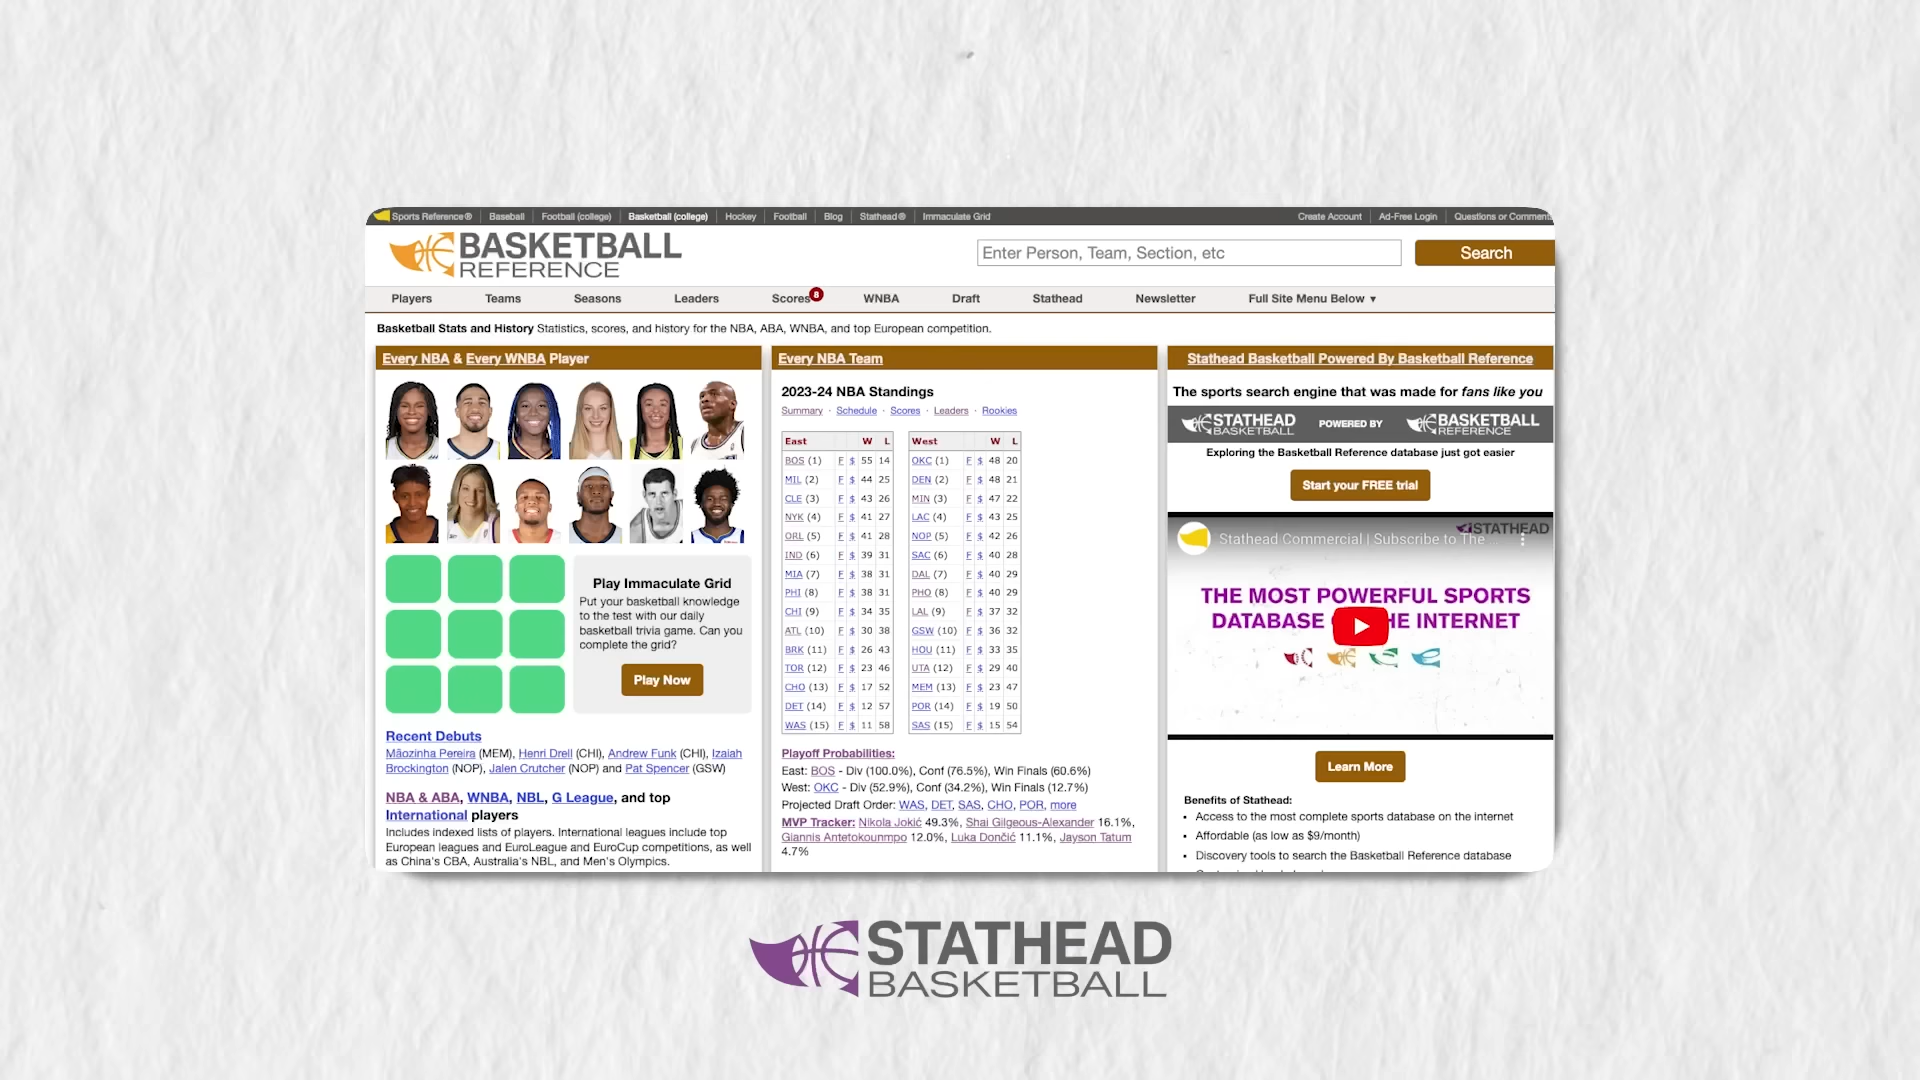 Sports Reference® Baseball Football (college) Basketball (college) Hockey Football Blog Stathead® Immaculate Grid Create Account Ad-Free Login Questions or Comments
BASKETBALL
REFERENCE
Enter Person, Team, Section, etc
Search
Players Teams Seasons Leaders Scores 8 WNBA Draft Stathead Newsletter Full Site Menu Below ▼
Basketball Stats and History Statistics, scores, and history for the NBA, ABA, WNBA, and top European competition.
Every NBA & Every WNBA Player
Play Immaculate Grid
Put your basketball knowledge
to the test with our daily
basketball trivia game. Can you
complete the grid?
Play Now
Recent Debuts
Mãozinha Pereira (MEM), Henri Drell (CHI), Andrew Funk (CHI), Izaiah
Brockington (NOP), Jalen Crutcher (NOP) and Pat Spencer (GSW)
NBA & ABA, WNBA, NBL, G League, and top
International players
Includes indexed lists of players. International leagues include top
European leagues and EuroLeague and EuroCup competitions, as well
as China's CBA, Australia's NBL, and Men's Olympics.
Every NBA Team
2023-24 NBA Standings
Summary · Schedule · Scores · Leaders · Rookies
East W L
BOS (1) F $ 55 14
MIL (2) F $ 44 25
CLE (3) F $ 43 26
NYK (4) F $ 41 27
ORL (5) F $ 41 28
IND (6) F $ 39 31
MIA (7) F $ 38 31
PHI (8) F $ 38 31
CHI (9) F $ 34 35
ATL (10) F $ 30 38
BRK (11) F $ 26 43
TOR (12) F $ 23 46
CHO (13) F $ 17 52
DET (14) F $ 12 57
WAS (15) F $ 11 58
West W L
OKC (1) F $ 48 20
DEN (2) F $ 48 21
MIN (3) F $ 47 22
LAC (4) F $ 43 25
NOP (5) F $ 42 26
SAC (6) F $ 40 28
DAL (7) F $ 40 29
PHO (8) F $ 40 29
LAL (9) F $ 37 32
GSW (10) F $ 36 32
HOU (11) F $ 33 35
UTA (12) F $ 29 40
MEM (13) F $ 23 47
POR (14) F $ 19 50
SAS (15) F $ 15 54
Playoff Probabilities:
East: BOS - Div (100.0%), Conf (76.5%), Win Finals (60.6%)
West: OKC - Div (52.9%), Conf (34.2%), Win Finals (12.7%)
Projected Draft Order: WAS, DET, SAS, CHO, POR, more
MVP Tracker: Nikola Jokić 49.3%, Shai Gilgeous-Alexander 16.1%,
Giannis Antetokounmpo 12.0%, Luka Dončić 11.1%, Jayson Tatum
4.7%
Stathead Basketball Powered By Basketball Reference
The sports search engine that was made for fans like you
STATHEAD
BASKETBALL
POWERED BY
BASKETBALL
REFERENCE
Exploring the Basketball Reference database just got easier
Start your FREE trial
STATHEAD
Stathead Commercial | Subscribe to The ...
THE MOST POWERFUL SPORTS
DATABASE HE INTERNET
Learn More
Benefits of Stathead:
• Access to the most complete sports database on the internet
• Affordable (as low as $9/month)
• Discovery tools to search the Basketball Reference database
STATHEAD
BASKETBALL